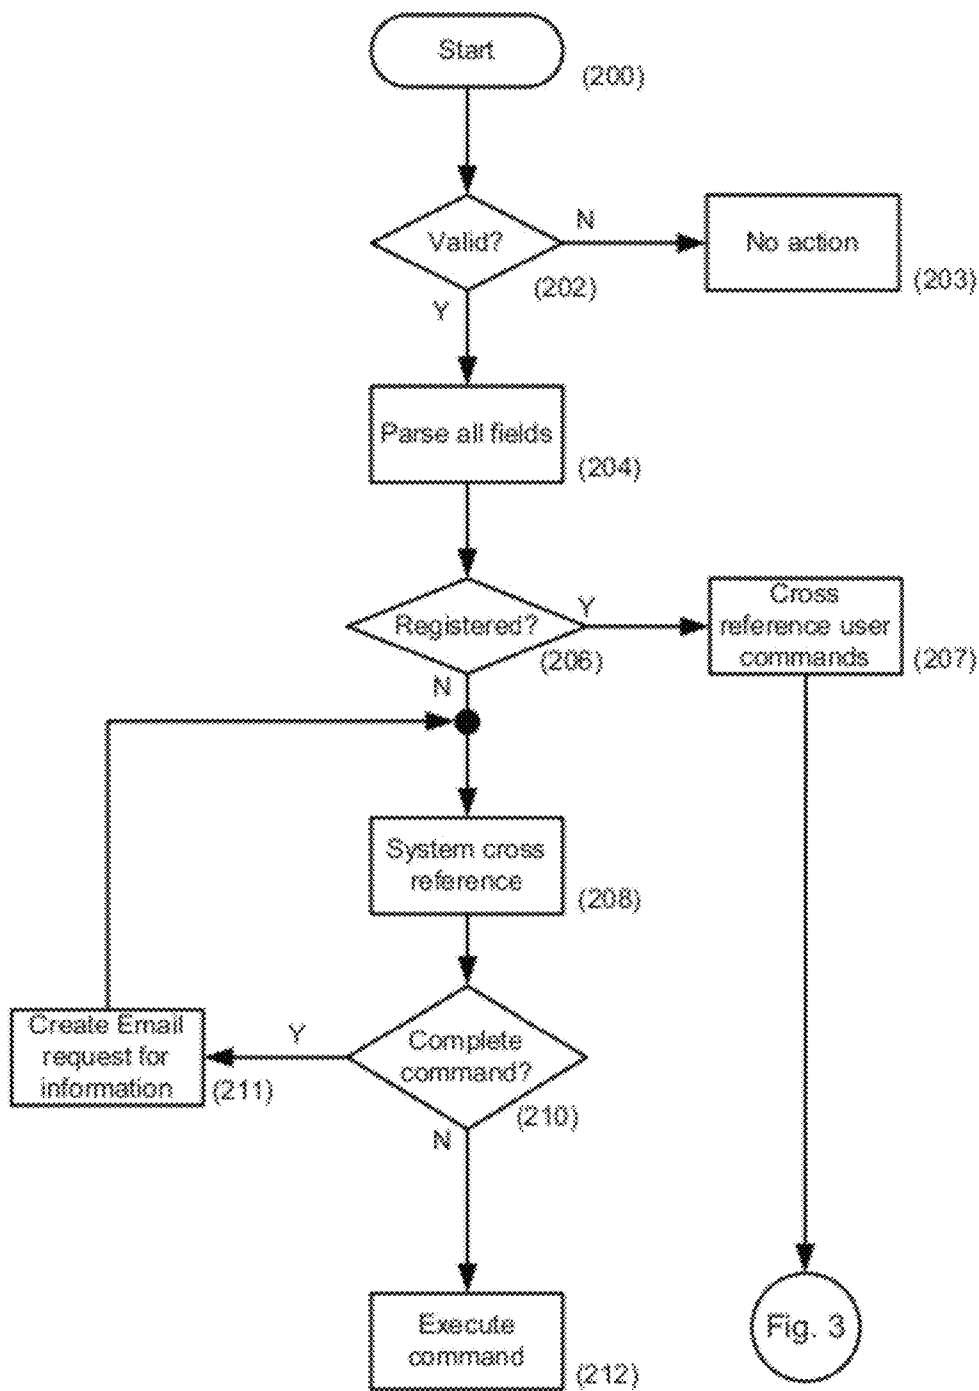 Start
(200)
Valid?
N
(202)
Y
No action
(203)
Parse all fields
(204)
Registered?
Y
(206)
N
Cross
reference user
commands
(207)
System cross
reference
(208)
Complete
command?
(210)
Y
N
Create Email
request for
information
(211)
Execute
command
(212)
Fig. 3